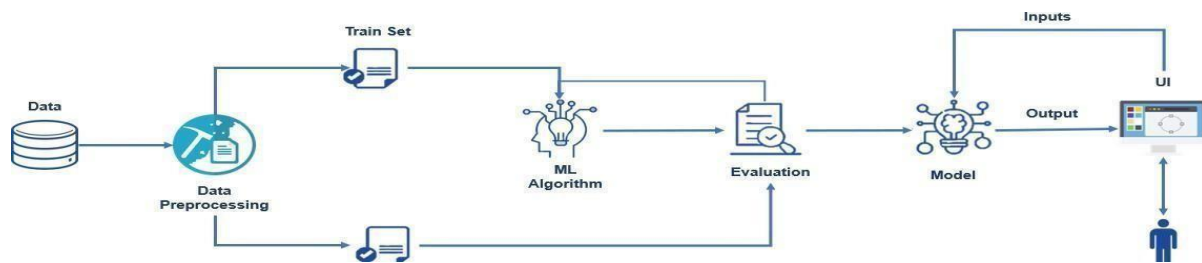 Inputs
Train Set
UI
Data
Output
ML
Algorithm
Evaluation
Model
Data
Preprocessing